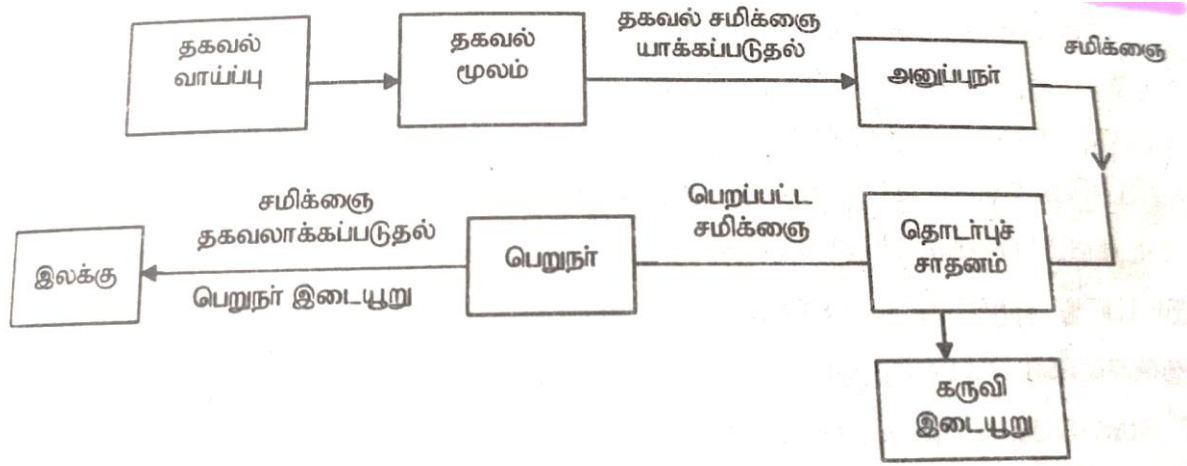 தகவல்
வாய்ப்பு
தகவல்
மூலம்
தகவல் சமிக்ஞை
யாக்கப்படுதல்
அனுப்புநர்
சமிக்ஞை
இலக்கு
சமிக்ஞை
தகவலாக்கப்படுதல்
பெறுநர் இடையூறு
பெறுநர்
பெறப்பட்ட
சமிக்ஞை
தொடர்புச்
சாதனம்
கருவி
இடையூறு